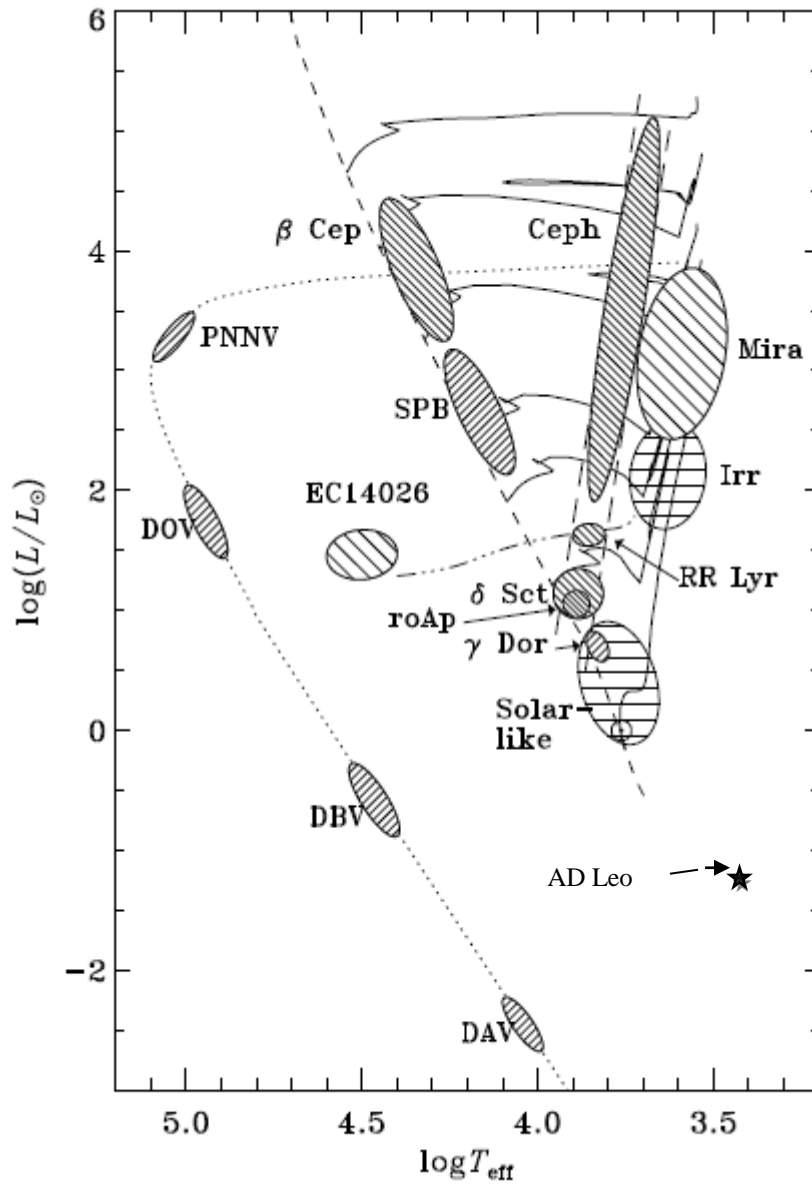 6
β Cep
Ceph
4
PNNV
Mira
SPB
EC14026
Irr
2
DOV
RR Lyr
δ Sct
roAp
γ Dor
Solar-
like
0
DBV
AD Leo
−2
DAV
log(L/L⊙)
5.0 4.5 4.0 3.5
logTeff